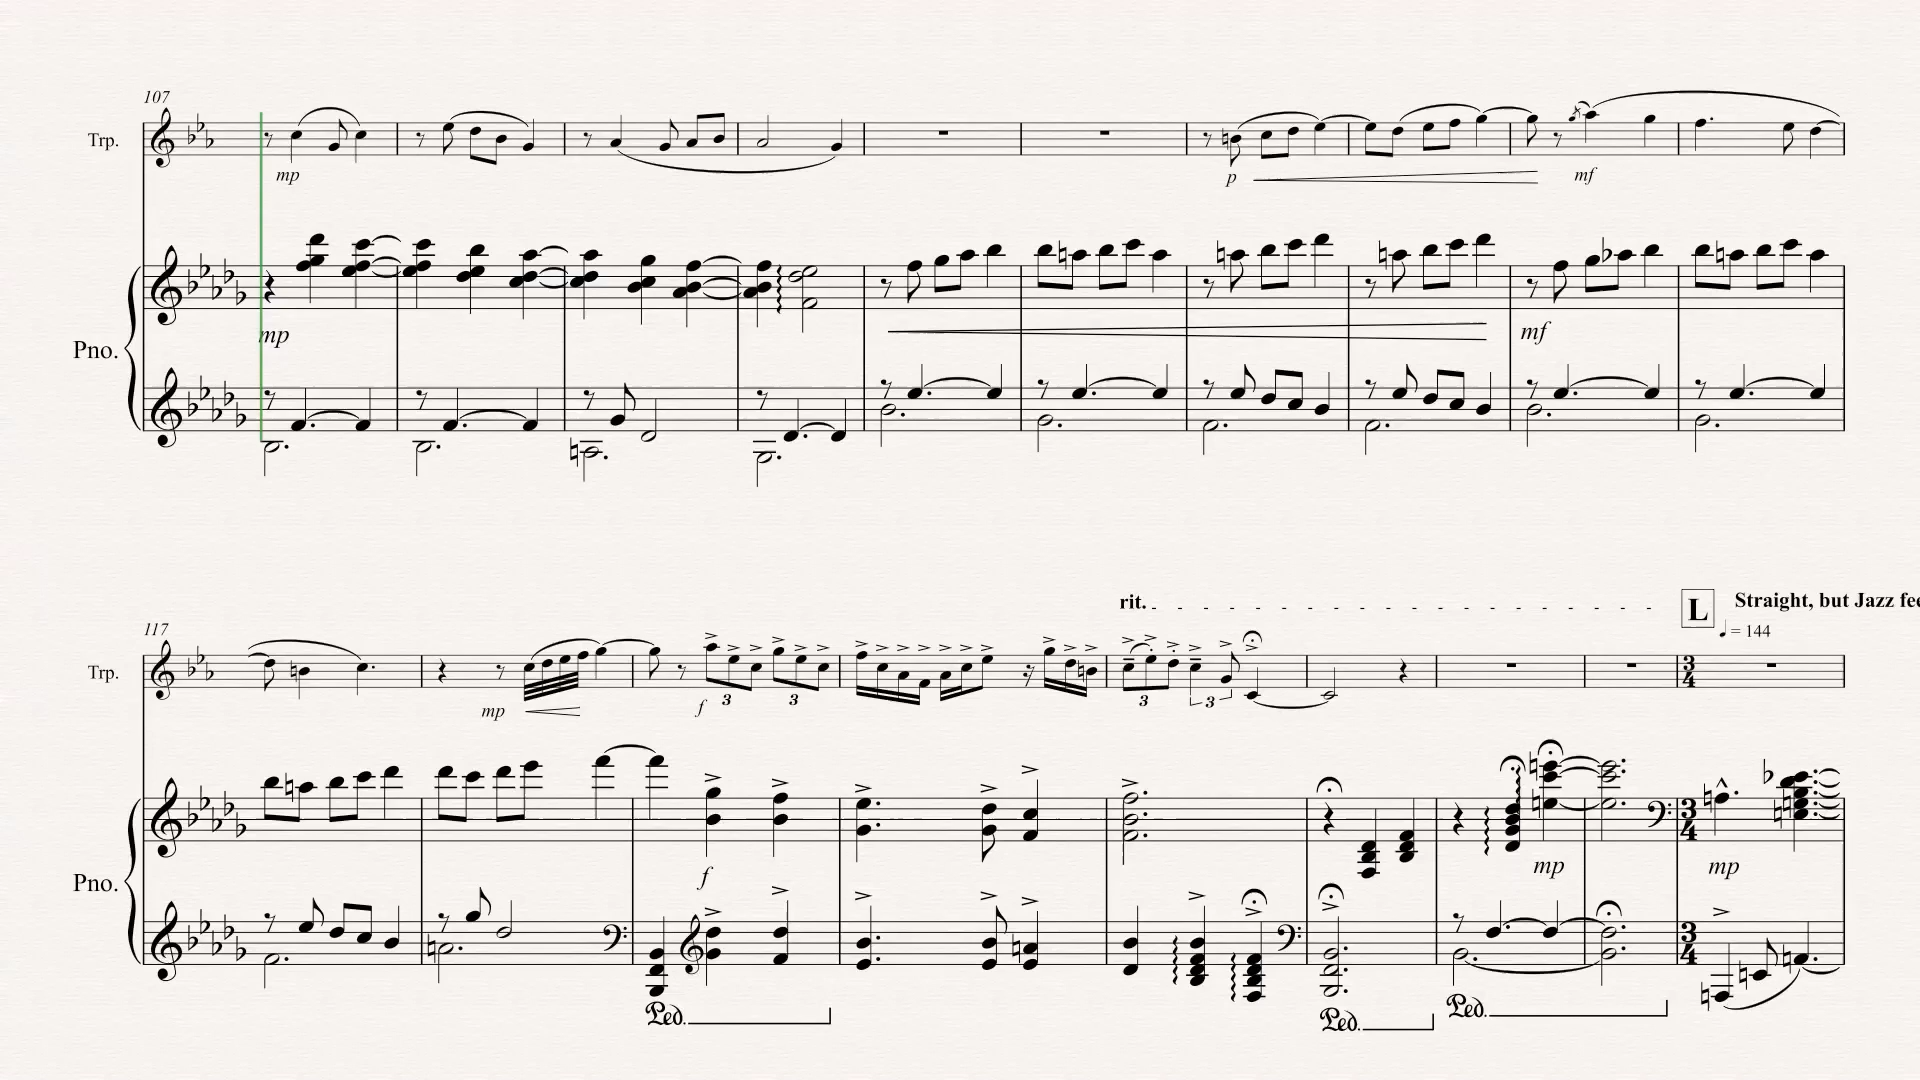 107
Trp.
mp
p
mf
Pno.
mp
mf
rit.
L Straight, but Jazz fee
♩ = 144
117
Trp.
mp
f
3 3
3 3
3
4
Pno.
f
mp
mp
3
4
3
4
Ped. Ped. Ped.